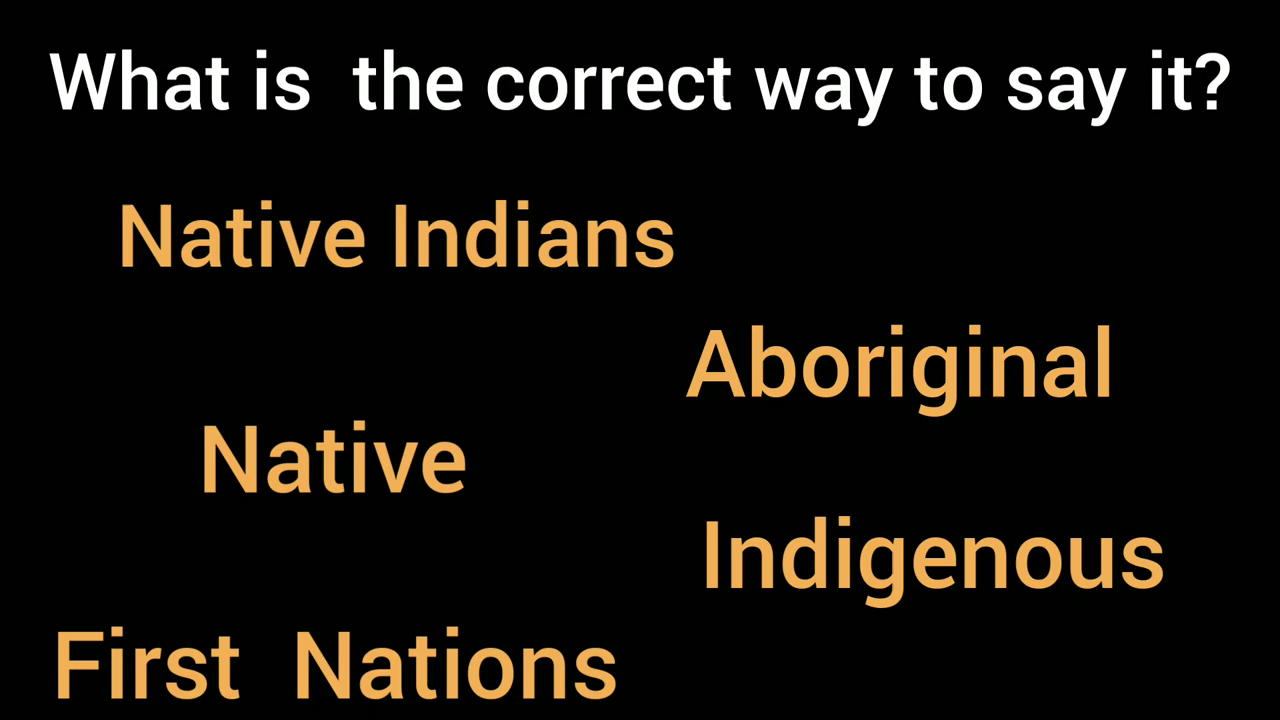 What is the correct way to say it?
Native Indians
Aboriginal
Native
Indigenous
First Nations